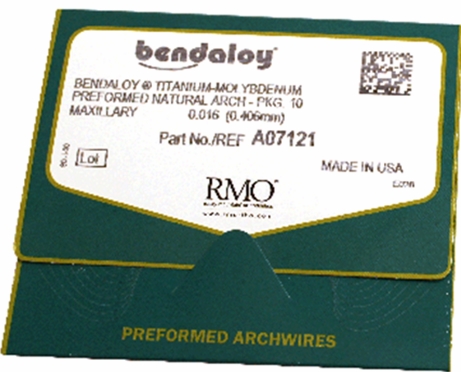 bendaloy
BENDALOY ® TITANIUM-MOLYBDENUM
PREFORMED NATURAL ARCH - PKG. 10
MAXILLARY 0.016 (0.406mm)
Part No./REF A07121
Lot
MADE IN USA
RMO
PREFORMED ARCHWIRES